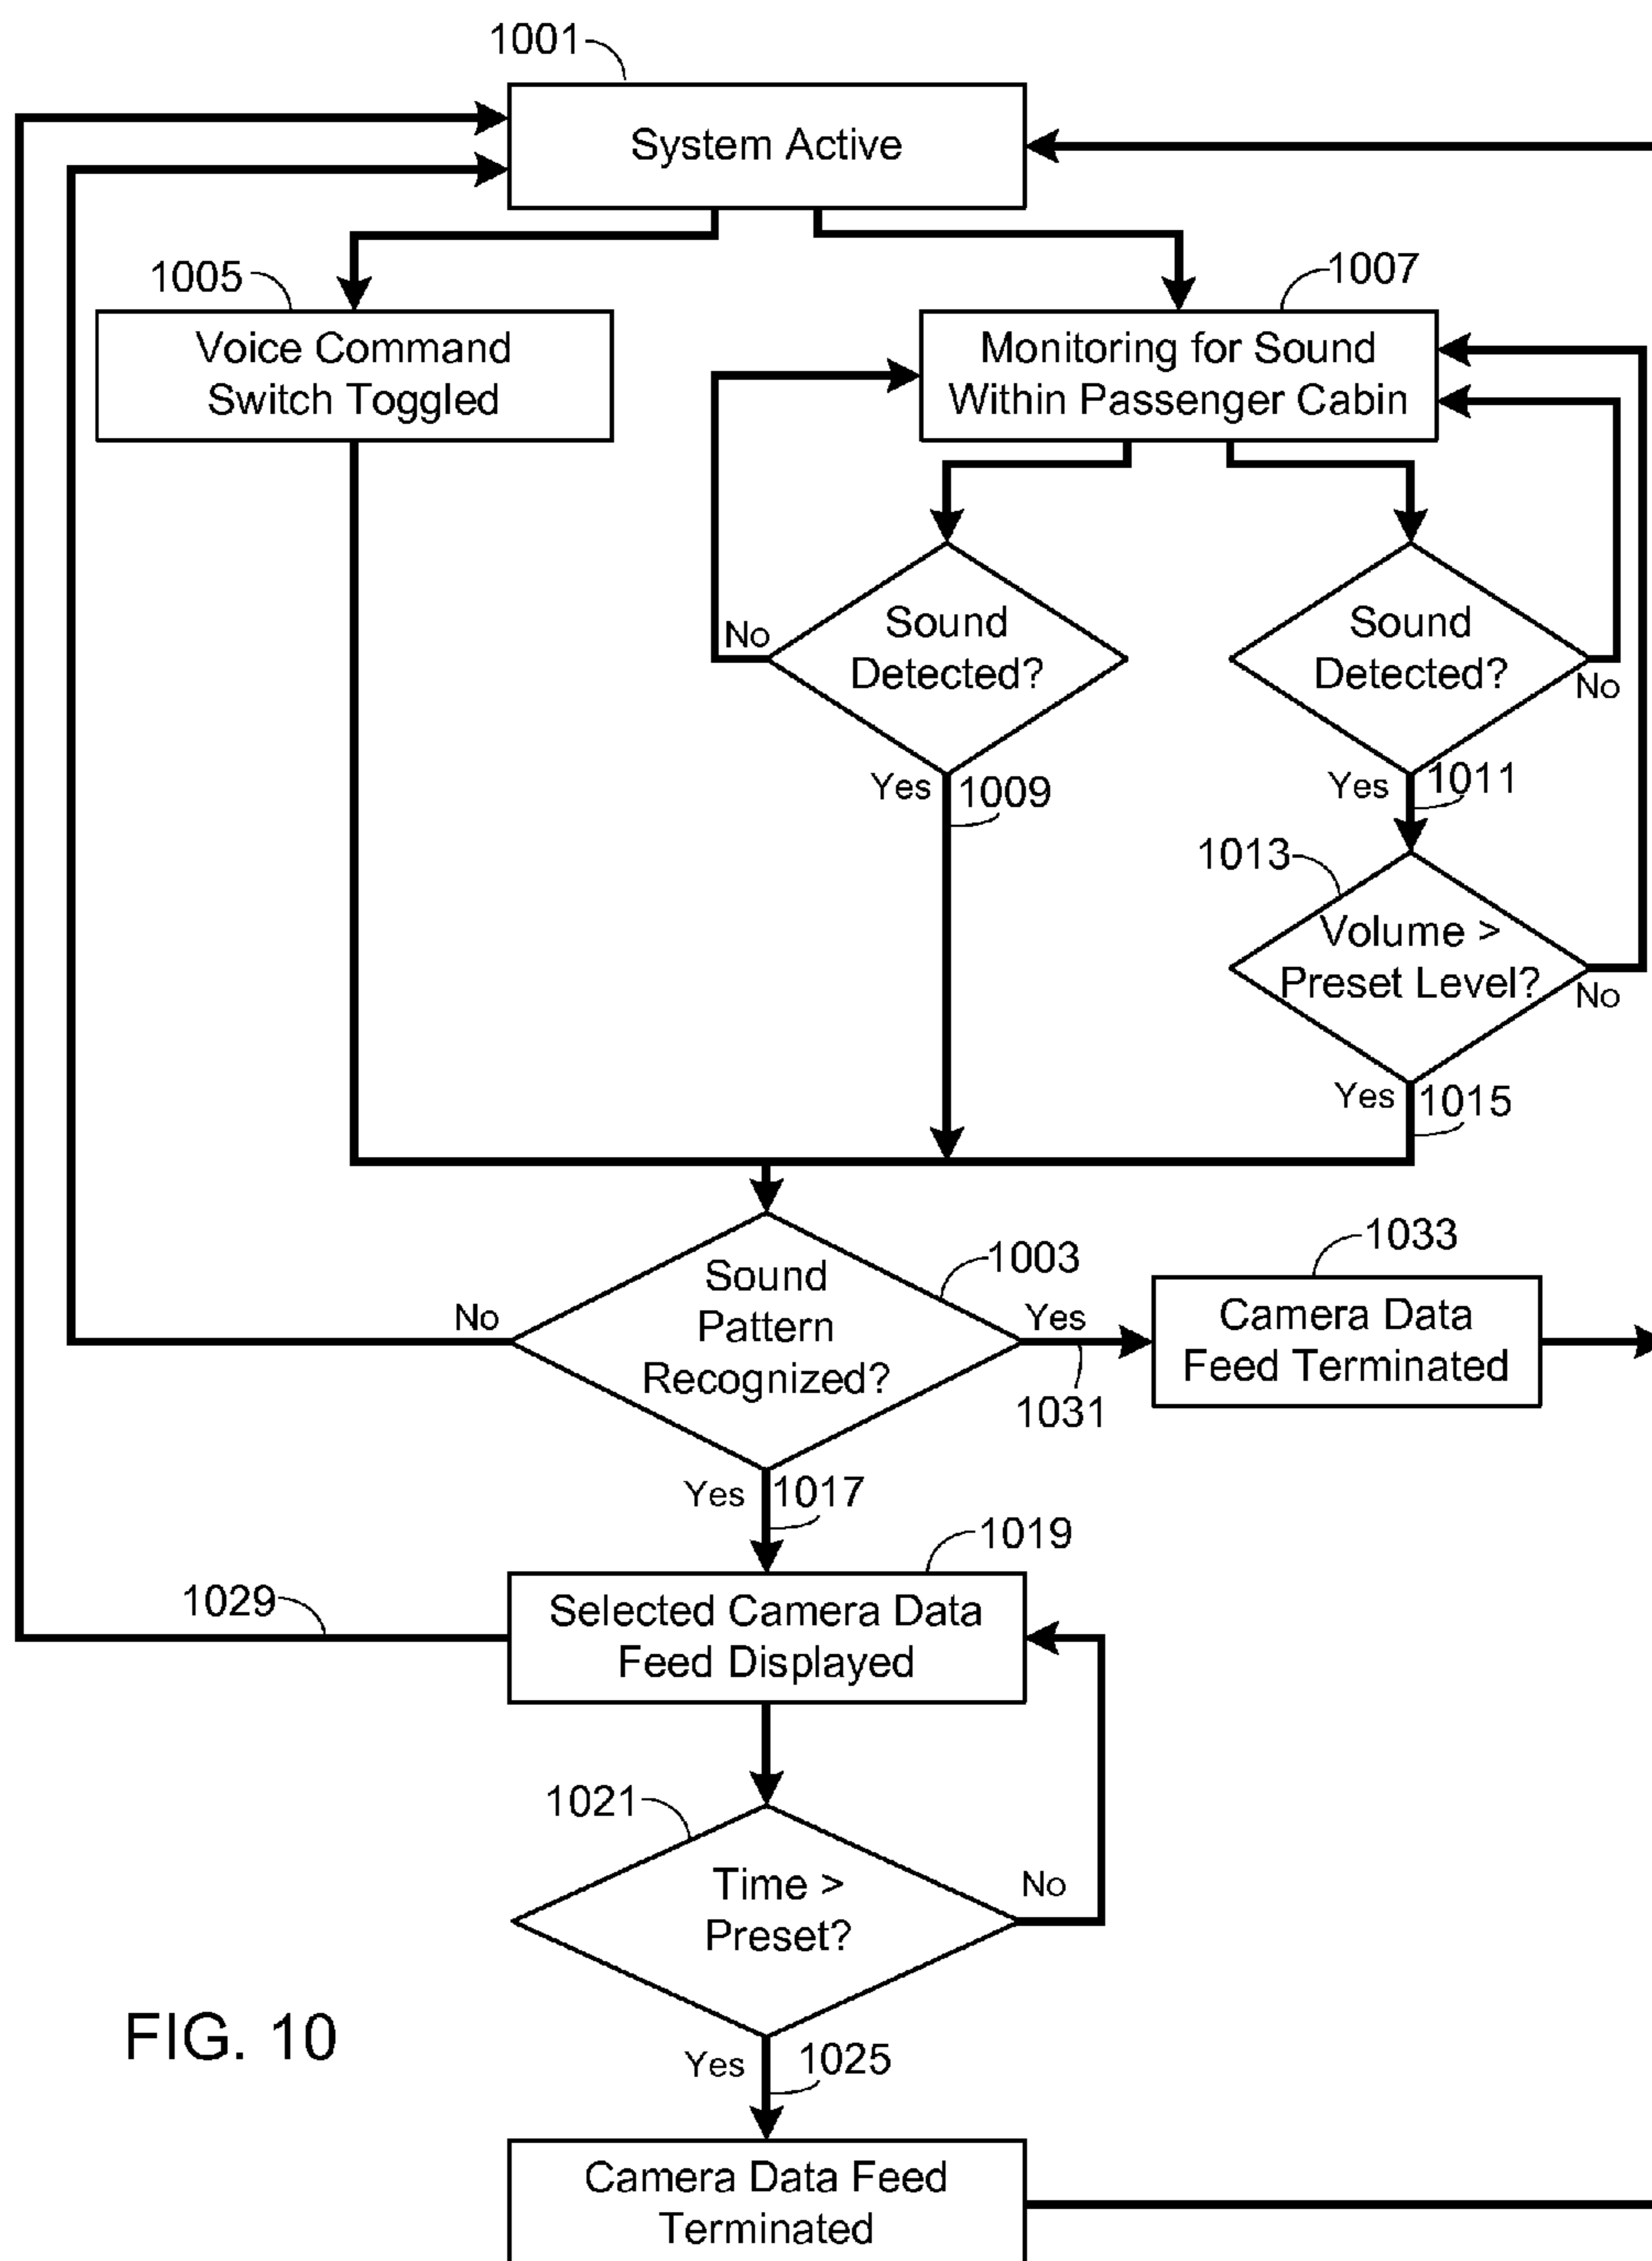 1001
System Active
1005
1007
Voice Command
Switch Toggled
Monitoring for Sound
Within Passenger Cabin
Sound
Detected?
No
Sound
Detected?
No
Yes
1009
Yes
1011
1013
Volume >
Preset Level?
No
Yes
1015
1003
1033
Sound
Pattern
Recognized?
No
Yes
1031
Camera Data
Feed Terminated
Yes
1017
1019
1029
Selected Camera Data
Feed Displayed
1021
Time >
Preset?
No
FIG. 10
Yes
1025
Camera Data Feed
Terminated